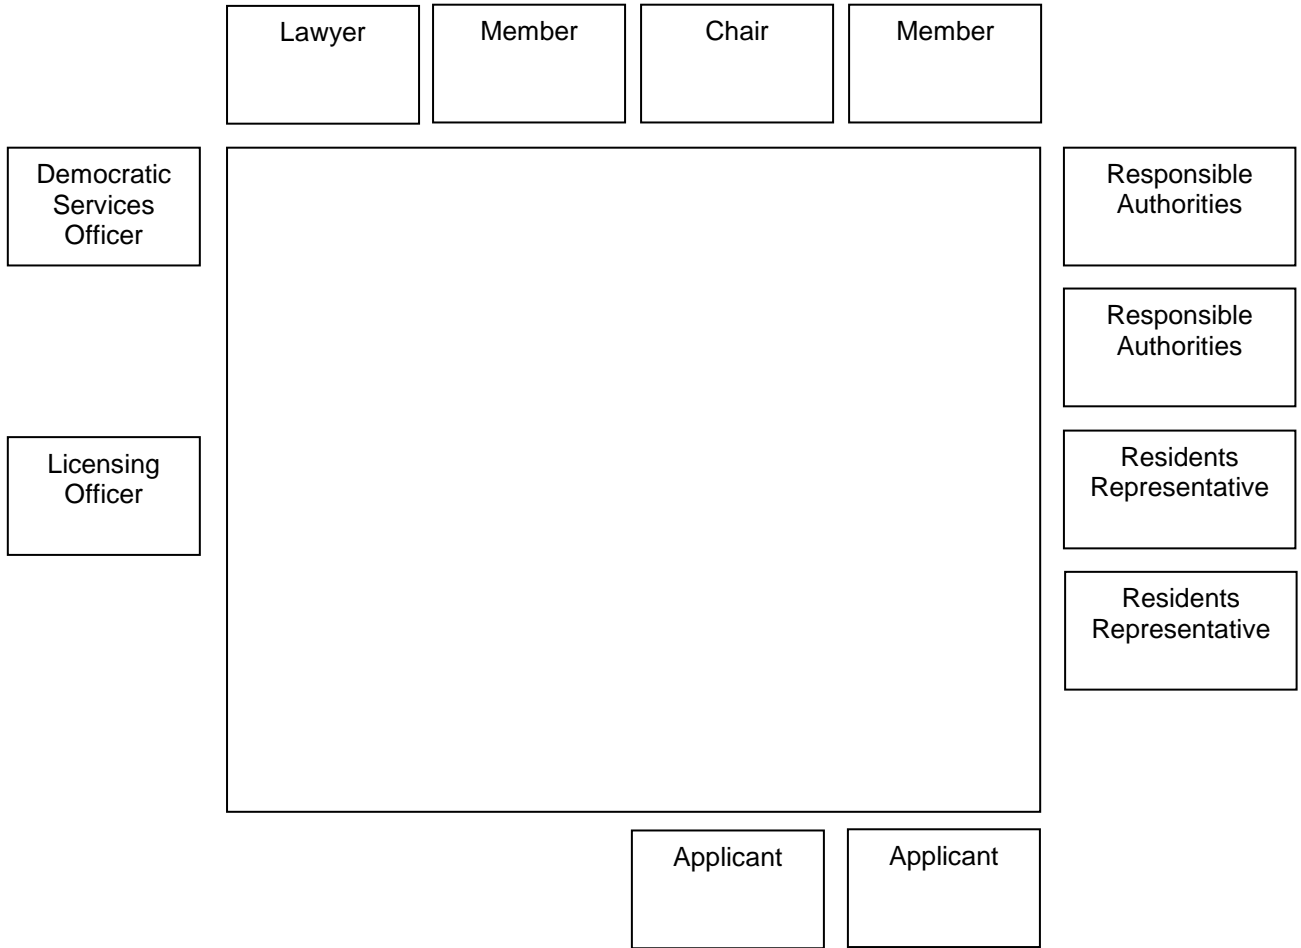 Lawyer
Member
Chair
Member
Democratic
Services
Officer
Responsible
Authorities
Responsible
Authorities
Licensing
Officer
Residents
Representative
Residents
Representative
Applicant
Applicant